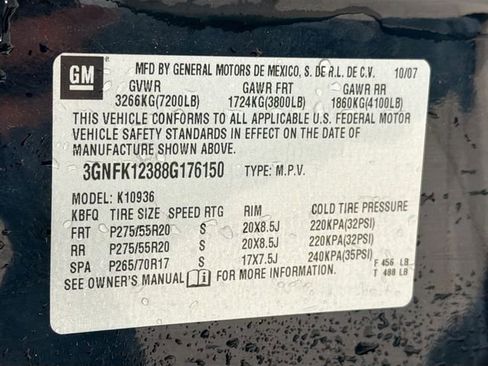 GM
MFD BY GENERAL MOTORS DE MEXICO, S. DE R.L. DE C.V. 10/07
GVWR GAWR FRT GAWR RR
3266KG(7200LB) 1724KG(3800LB) 1860KG(4100LB)
THIS VEHICLE CONFORMS TO ALL APPLICABLE U.S. FEDERAL MOTOR
VEHICLE SAFETY STANDARDS IN EFFECT ON THE DATE OF
MANUFACTURE SHOWN ABOVE.
3GNFK12388G176150 TYPE: M.P.V.
MODEL: K10936
KBFQ TIRE SIZE SPEED RTG RIM COLD TIRE PRESSURE
FRT P275/55R20 S 20X8.5J 220KPA(32PSI)
RR P275/55R20 S 20X8.5J 220KPA(32PSI)
SPA P265/70R17 S 17X7.5J 240KPA(35PSI)
SEE OWNER'S MANUAL FOR MORE INFORMATION. F 456 LB
T 488 LB